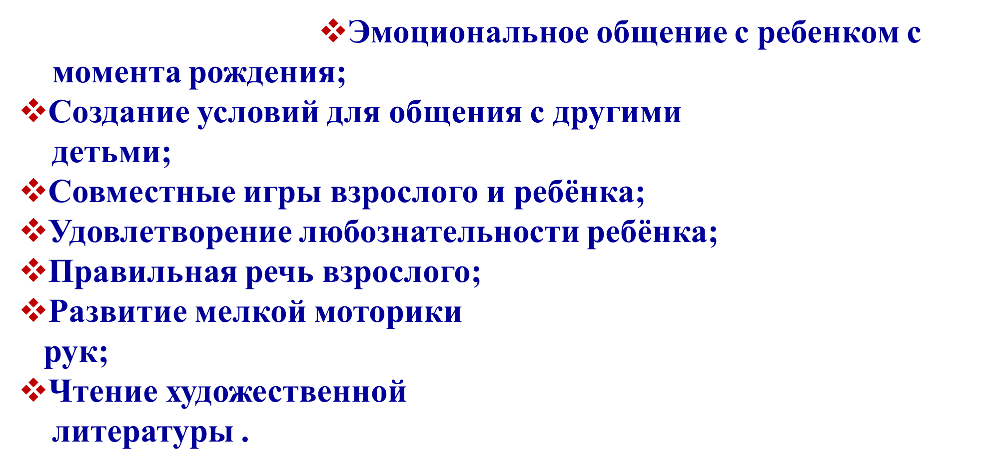 ❖Эмоциональное общение с ребенком с
момента рождения;
❖Создание условий для общения с другими
детьми;
❖Совместные игры взрослого и ребёнка;
❖Удовлетворение любознательности ребёнка;
❖Правильная речь взрослого;
❖Развитие мелкой моторики
рук;
❖Чтение художественной
литературы .